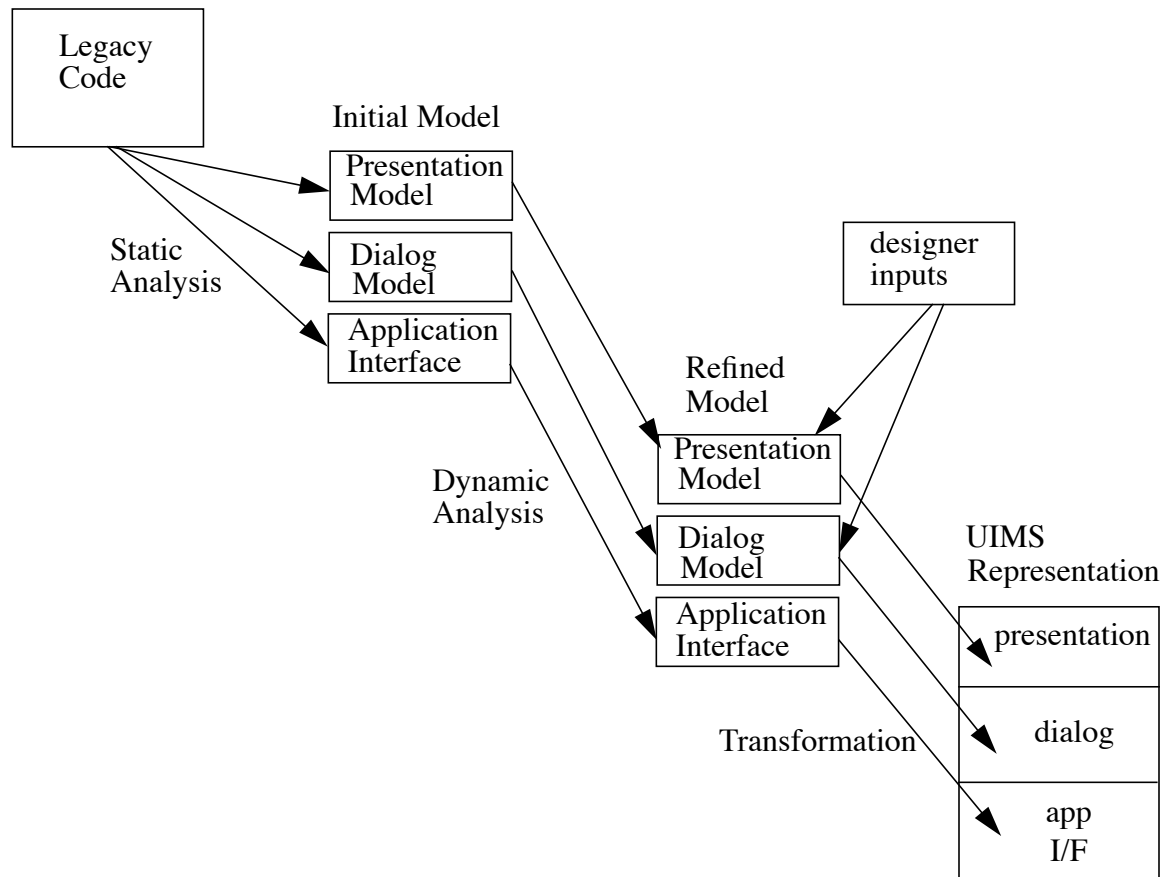 Legacy
Code
Initial Model
Presentation
Model
Static
Analysis
Dialog
Model
Application
Interface
designer
inputs
Refined
Model
Presentation
Model
Dynamic
Analysis
Dialog
Model
Application
Interface
UIMS
Representation
presentation
Transformation
dialog
app
I/F